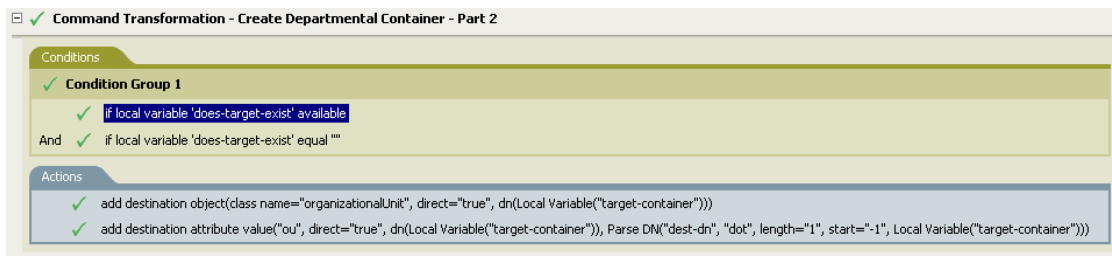 Command Transformation - Create Departmental Container - Part 2
Conditions
Condition Group 1
if local variable 'does-target-exist' available
And if local variable 'does-target-exist' equal ""
Actions
add destination object(class name="organizationalUnit", direct="true", dn(Local Variable("target-container")))
add destination attribute value("ou", direct="true", dn(Local Variable("target-container")), Parse DN("dest-dn", "dot", length="1", start="-1", Local Variable("target-container")))